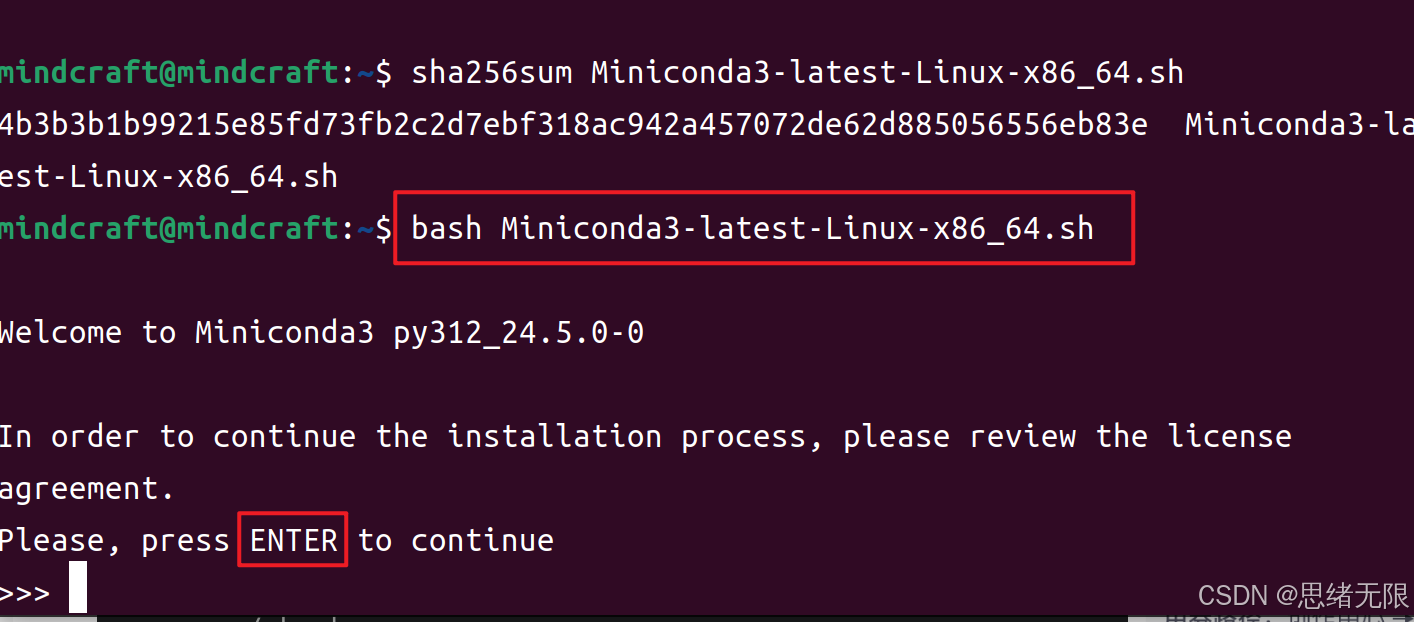 mindcraft@mindcraft:~$ sha256sum Miniconda3-latest-Linux-x86_64.sh
4b3b3b1b99215e85fd73fb2c2d7ebf318ac942a457072de62d885056556eb83e  Miniconda3-la
est-Linux-x86_64.sh
mindcraft@mindcraft:~$ bash Miniconda3-latest-Linux-x86_64.sh
Welcome to Miniconda3 py312_24.5.0-0
In order to continue the installation process, please review the license
agreement.
Please, press ENTER to continue
>>>
CSDN @思绪无限